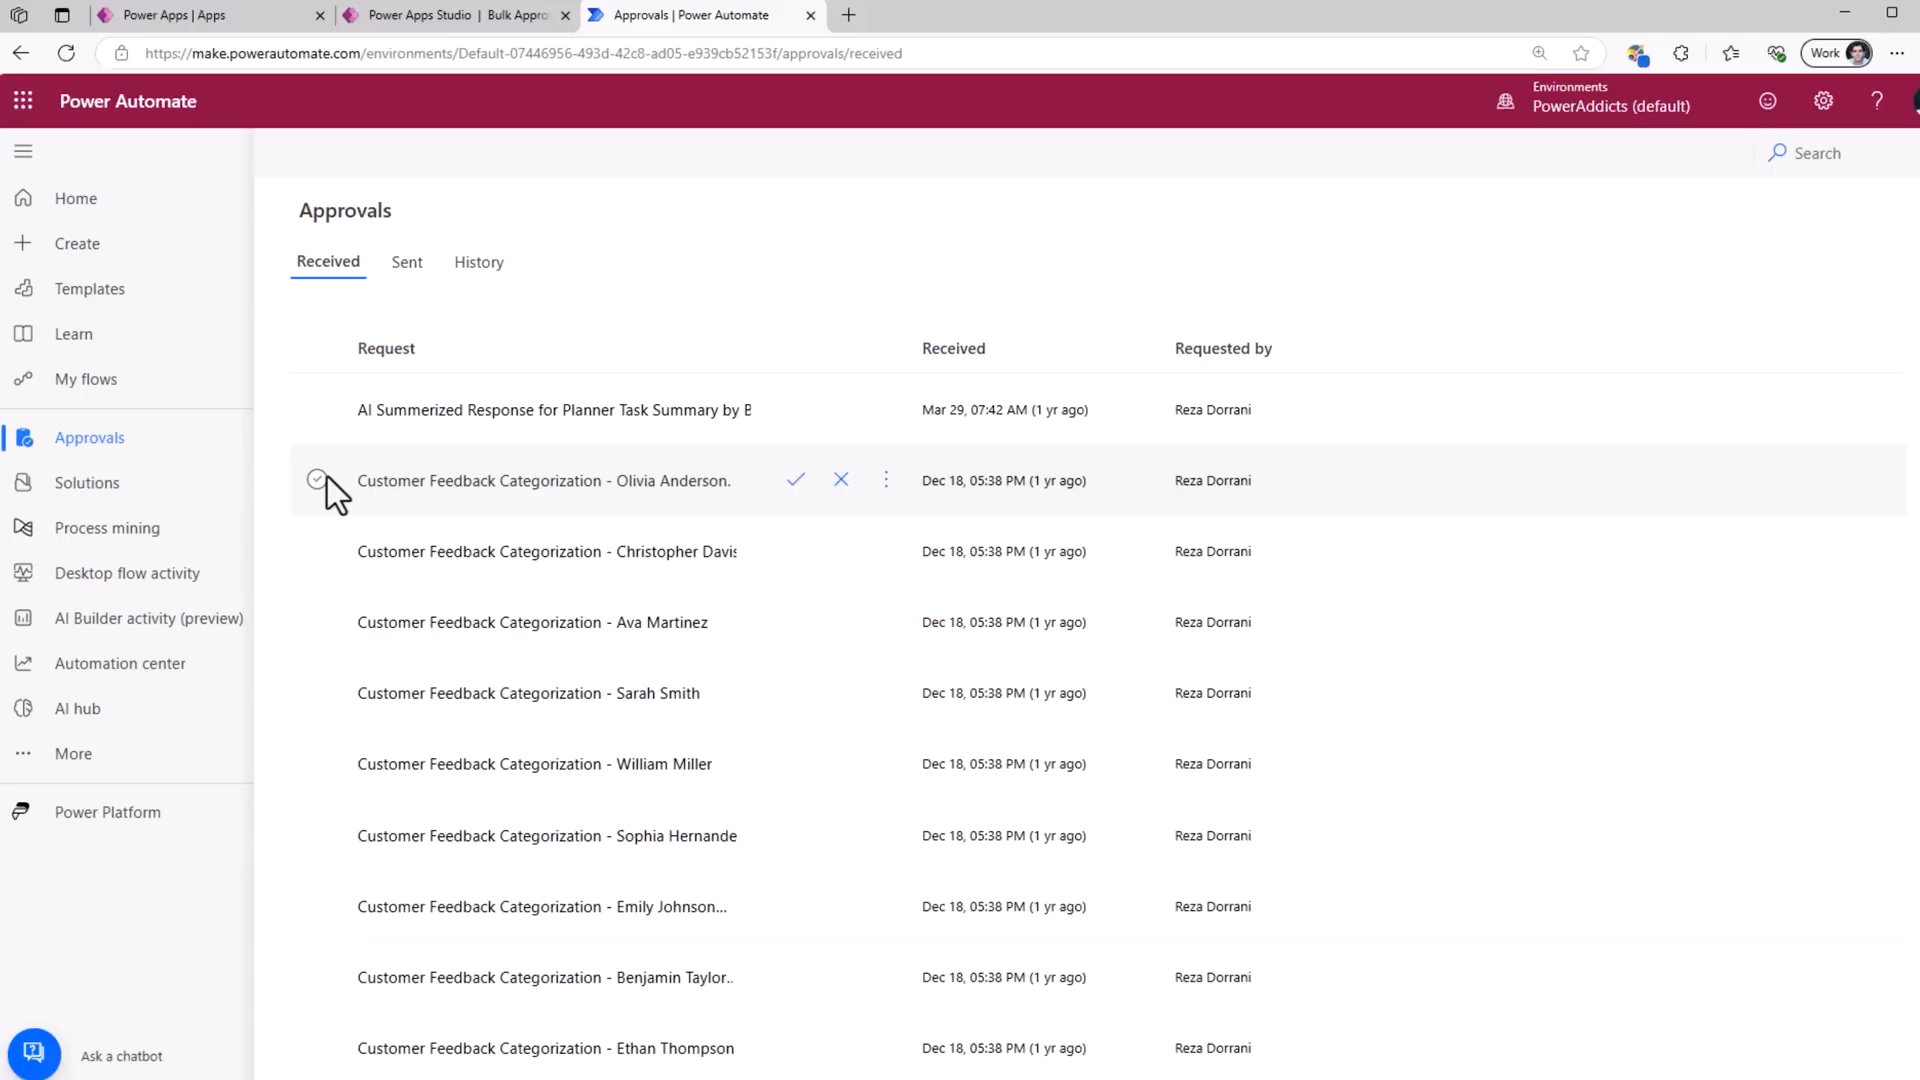 Power Apps | Apps
Power Apps Studio | Bulk Appro
Approvals | Power Automate
https://make.powerautomate.com/environments/Default-07446956-493d-42c8-ad05-e939cb52153f/approvals/received
Work
Power Automate
Environments
PowerAddicts (default)
Search
Home
Create
Templates
Learn
My flows
Approvals
Solutions
Process mining
Desktop flow activity
AI Builder activity (preview)
Automation center
AI hub
More
Power Platform
Ask a chatbot
Approvals
Received Sent History
Request Received Requested by
AI Summerized Response for Planner Task Summary by B Mar 29, 07:42 AM (1 yr ago) Reza Dorrani
Customer Feedback Categorization - Olivia Anderson. Dec 18, 05:38 PM (1 yr ago) Reza Dorrani
Customer Feedback Categorization - Christopher Davis Dec 18, 05:38 PM (1 yr ago) Reza Dorrani
Customer Feedback Categorization - Ava Martinez Dec 18, 05:38 PM (1 yr ago) Reza Dorrani
Customer Feedback Categorization - Sarah Smith Dec 18, 05:38 PM (1 yr ago) Reza Dorrani
Customer Feedback Categorization - William Miller Dec 18, 05:38 PM (1 yr ago) Reza Dorrani
Customer Feedback Categorization - Sophia Hernande Dec 18, 05:38 PM (1 yr ago) Reza Dorrani
Customer Feedback Categorization - Emily Johnson... Dec 18, 05:38 PM (1 yr ago) Reza Dorrani
Customer Feedback Categorization - Benjamin Taylor.. Dec 18, 05:38 PM (1 yr ago) Reza Dorrani
Customer Feedback Categorization - Ethan Thompson Dec 18, 05:38 PM (1 yr ago) Reza Dorrani